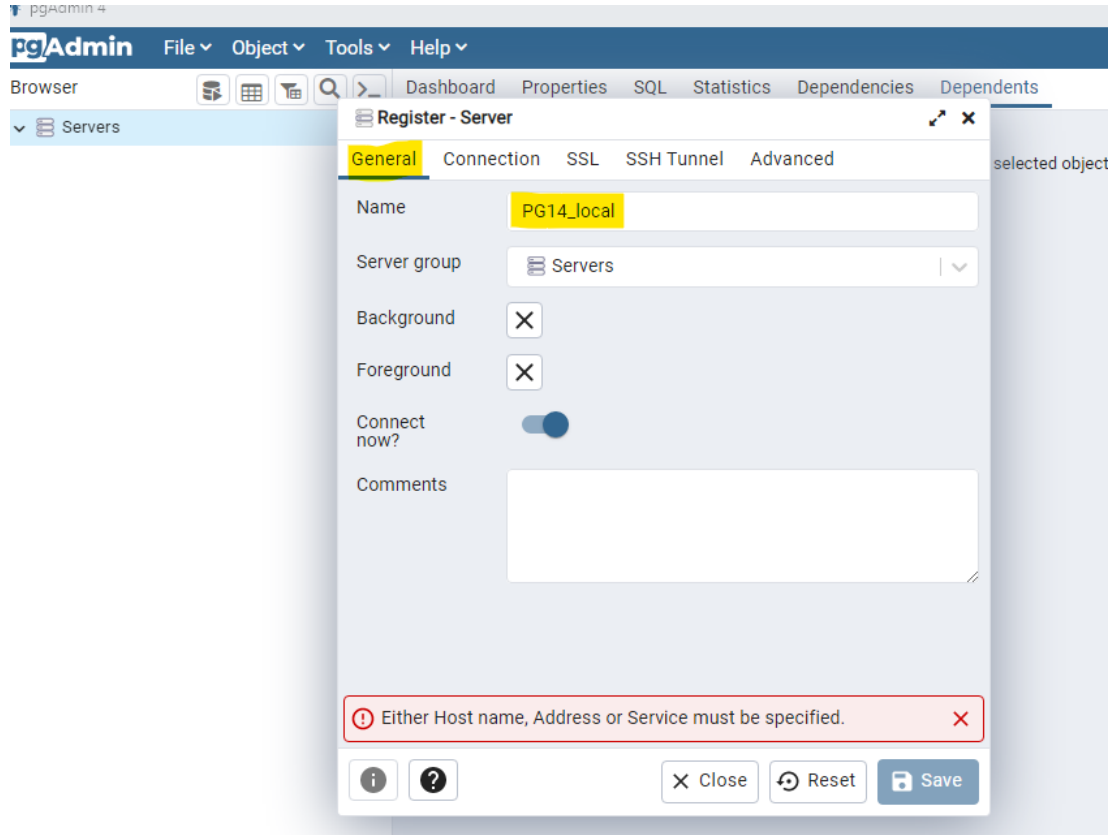 pgAdmin 4
pgAdmin File Object Tools Help
Browser Dashboard Properties SQL Statistics Dependencies Dependents
Servers
Register - Server
General Connection SSL SSH Tunnel Advanced
selected object
Name PG14_local
Server group Servers
Background
Foreground
Connect
now?
Comments
Either Host name, Address or Service must be specified.
Close Reset Save